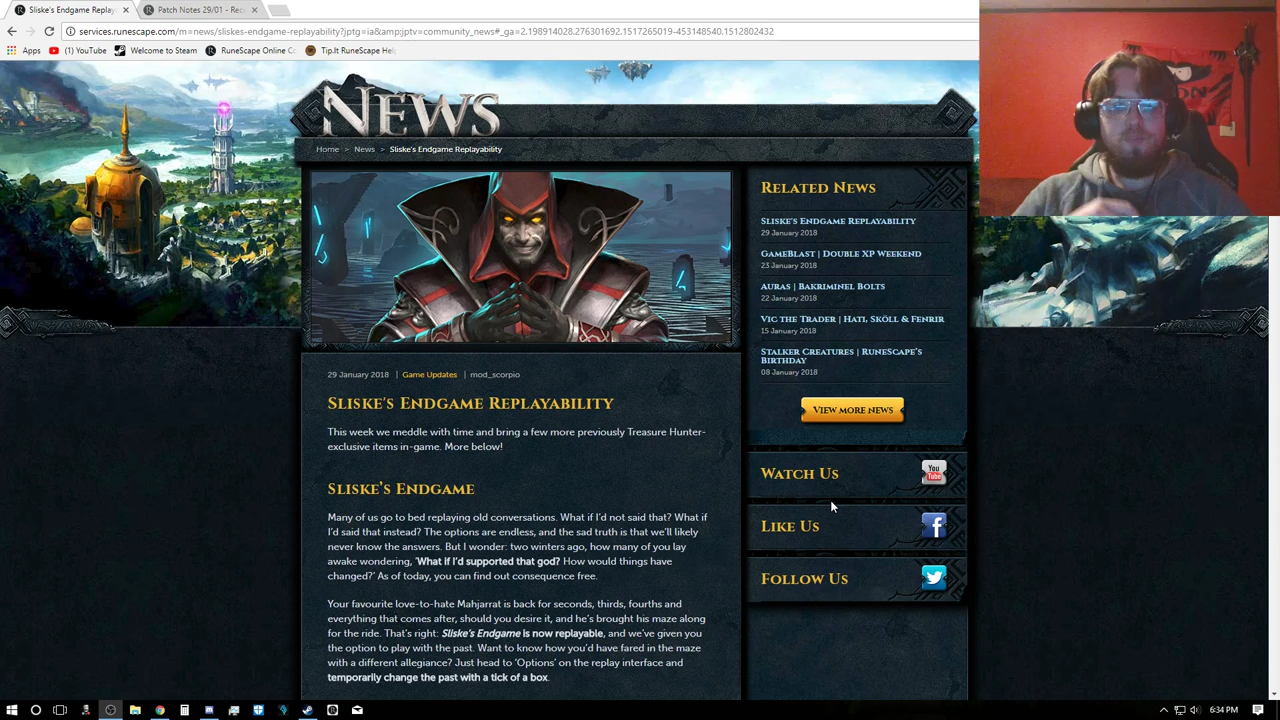 Sliske's Endgame Replay
Patch Notes 29/01 - Rec
services.runescape.com/m=news/sliskes-endgame-replayability?jptg=ia&amp;jptv=community_news#_ga=2.198914028.276301692.1517265019-453148540.1512802432
Apps
(1) YouTube
Welcome to Steam
RuneScape Online Co
Tip.It RuneScape Hel
News
Home > News > Sliske's Endgame Replayability
29 January 2018 | Game Updates | mod_scorpio
Sliske's Endgame Replayability
This week we meddle with time and bring a few more previously Treasure Hunter-
exclusive items in-game. More below!
Sliske's Endgame
Many of us go to bed replaying old conversations. What if I'd not said that? What if
I'd said that instead? The options are endless, and the sad truth is that we'll likely
never know the answers. But I wonder: two winters ago, how many of you lay
awake wondering, 'What if I'd supported that god? How would things have
changed?' As of today, you can find out consequence free.
Your favourite love-to-hate Mahjarrat is back for seconds, thirds, fourths and
everything that comes after, should you desire it, and he's brought his maze along
for the ride. That's right: Sliske's Endgame is now replayable, and we've given you
the option to play with the past. Want to know how you'd have fared in the maze
with a different allegiance? Just head to 'Options' on the replay interface and
temporarily change the past with a tick of a box.
Related News
Sliske's Endgame Replayability
29 January 2018
GameBlast | Double XP Weekend
23 January 2018
Auras | Bakriminel Bolts
22 January 2018
Vic the Trader | Hati, Sköll & Fenrir
15 January 2018
Stalker Creatures | RuneScape's
Birthday
08 January 2018
View more news
Watch Us
You
Tube
Like Us
Follow Us
6:34 PM